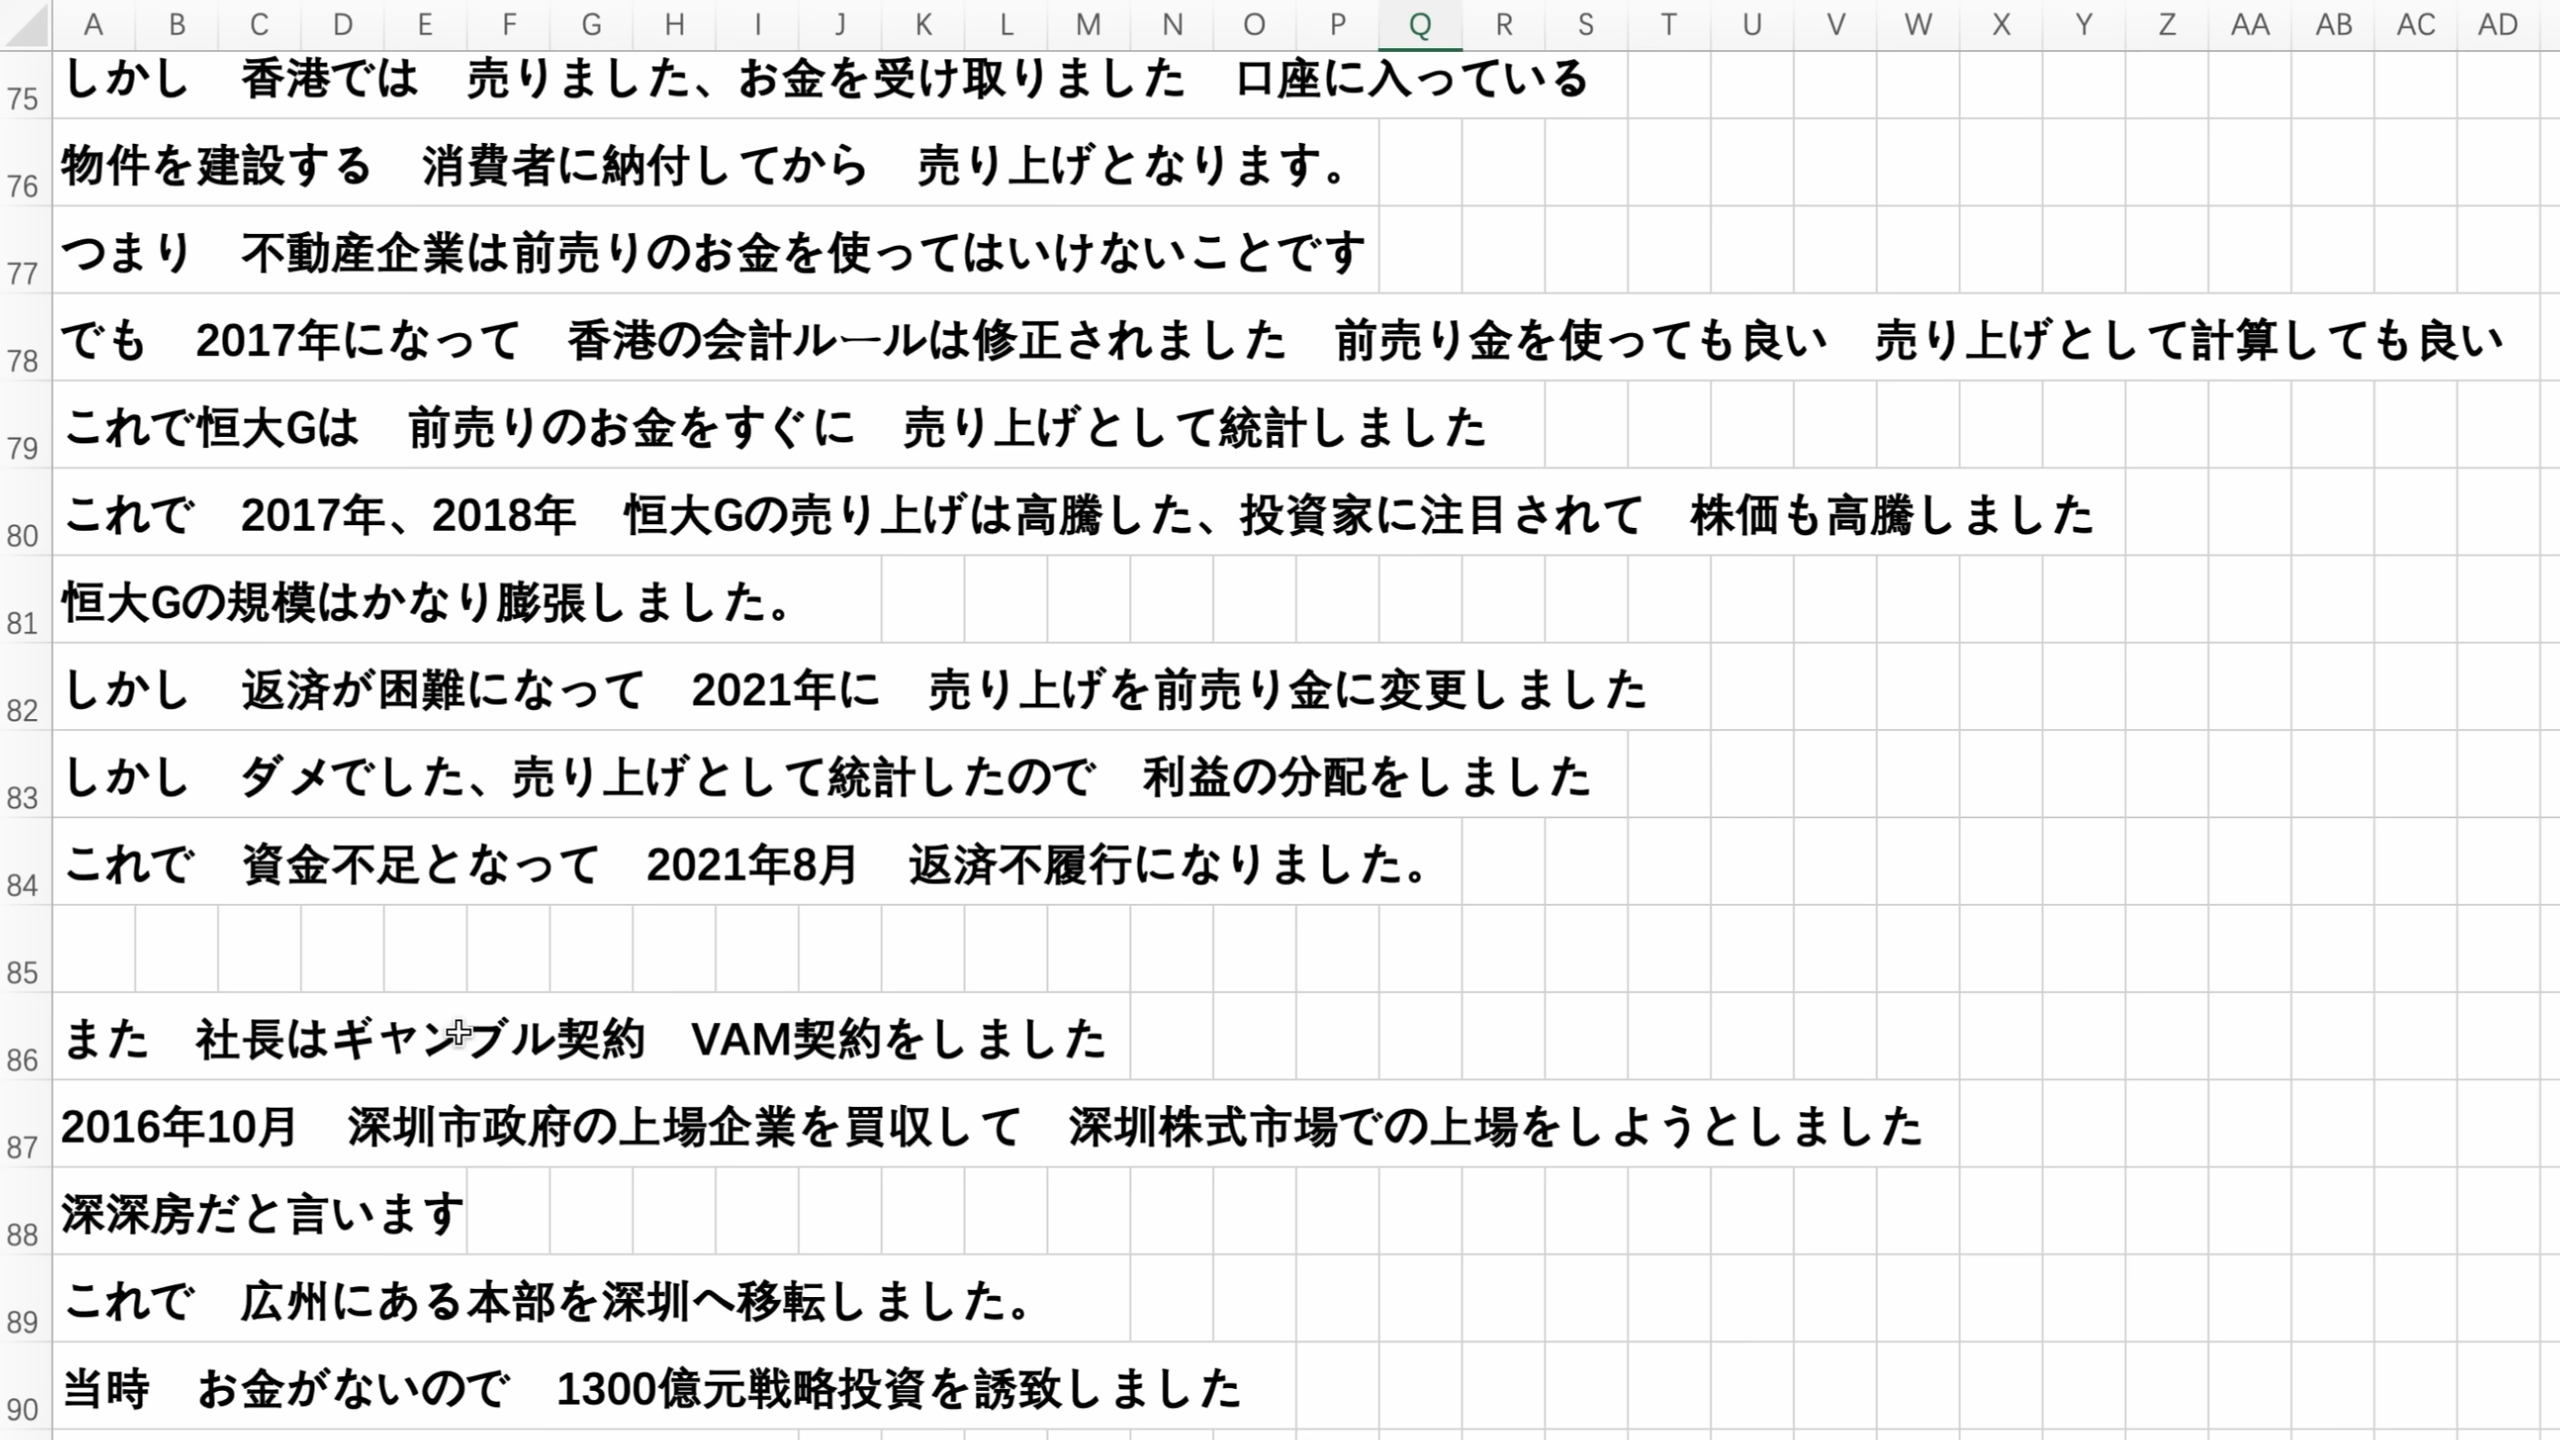 A B C D E F G H I J K L M N O P Q R S T U V W X Y Z AA AB AC AD
75 しかし　香港では　売りました、お金を受け取りました　口座に入っている
76 物件を建設する　消費者に納付してから　売り上げとなります。
77 つまり　不動産企業は前売りのお金を使ってはいけないことです
78 でも　2017年になって　香港の会計ルールは修正されました　前売り金を使っても良い　売り上げとして計算しても良い
79 これで恒大Gは　前売りのお金をすぐに　売り上げとして統計しました
80 これで　2017年、2018年　恒大Gの売り上げは高騰した、投資家に注目されて　株価も高騰しました
81 恒大Gの規模はかなり膨張しました。
82 しかし　返済が困難になって　2021年に　売り上げを前売り金に変更しました
83 しかし　ダメでした、売り上げとして統計したので　利益の分配をしました
84 これで　資金不足となって　2021年8月　返済不履行になりました。
85
86 また　社長はギャンブル契約　VAM契約をしました
87 2016年10月　深圳市政府の上場企業を買収して　深圳株式市場での上場をしようとしました
88 深深房だと言います
89 これで　広州にある本部を深圳へ移転しました。
90 当時　お金がないので　1300億元戦略投資を誘致しました